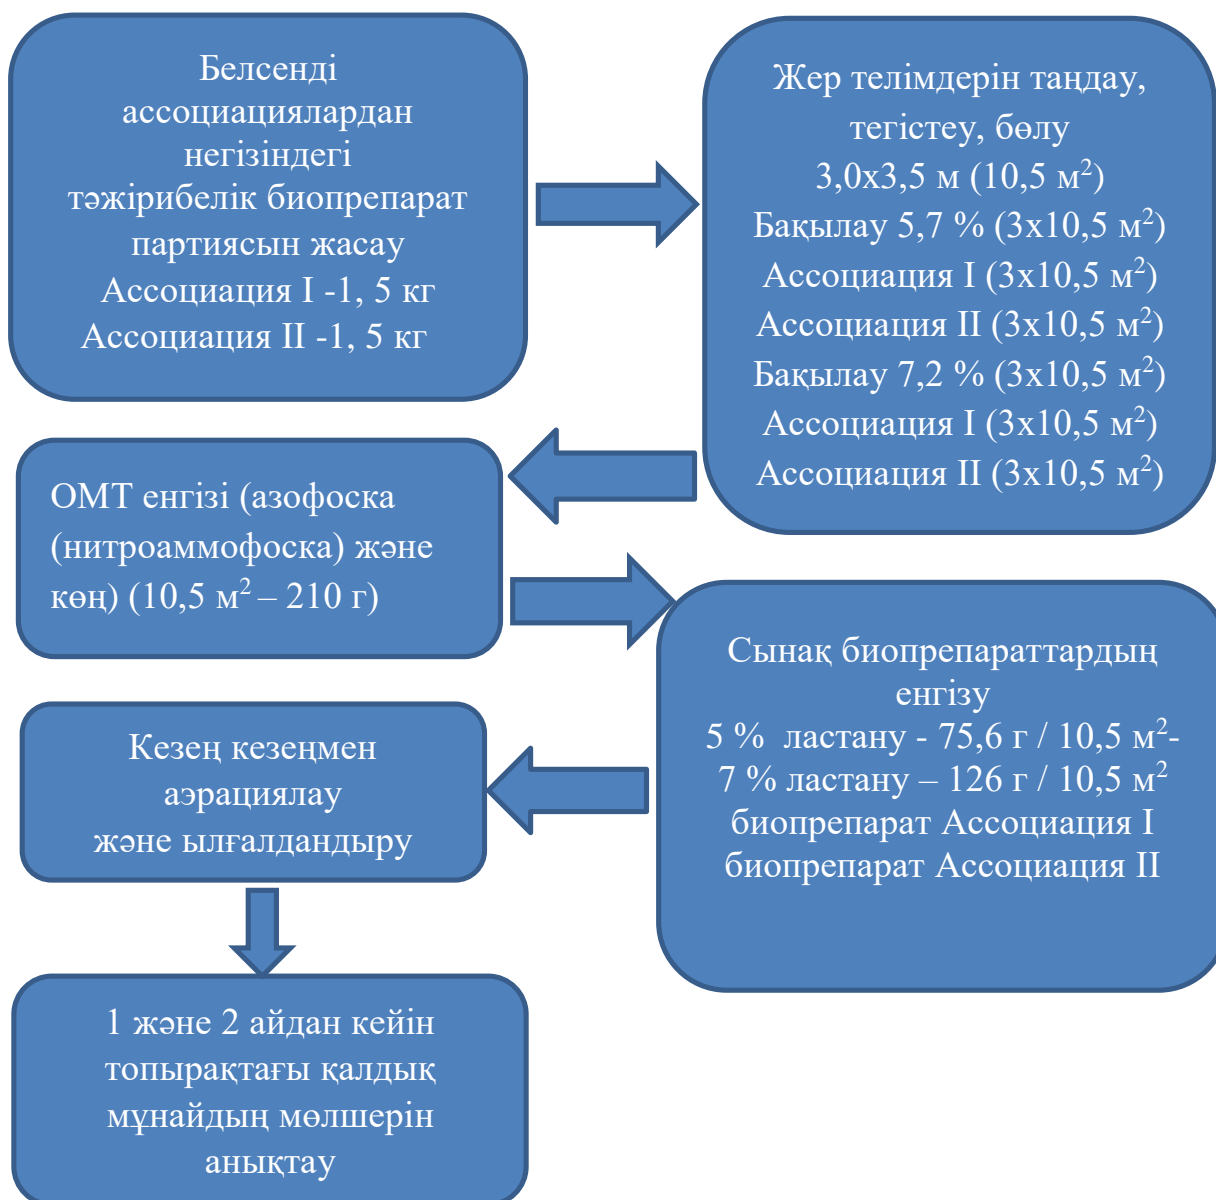 Белсенді
ассоциациялардан
негізіндегі
тәжірибелік биопрепарат
партиясын жасау
Ассоциация I -1, 5 кг
Ассоциация II -1, 5 кг
Жер телімдерін таңдау,
тегістеу, бөлу
3,0х3,5 м (10,5 м²)
Бақылау 5,7 % (3х10,5 м²)
Ассоциация I (3х10,5 м²)
Ассоциация II (3х10,5 м²)
Бақылау 7,2 % (3х10,5 м²)
Ассоциация I (3х10,5 м²)
Ассоциация II (3х10,5 м²)
ОМТ енгізі (азофоска
(нитроаммофоска) және
көң) (10,5 м² – 210 г)
Сынақ биопрепараттардың
енгізу
5 % ластану - 75,6 г / 10,5 м²-
7 % ластану – 126 г / 10,5 м²
биопрепарат Ассоциация I
биопрепарат Ассоциация II
Кезең кезеңмен
аэрациялау
және ылғалдандыру
1 және 2 айдан кейін
топырақтағы қалдық
мұнайдың мөлшерін
анықтау